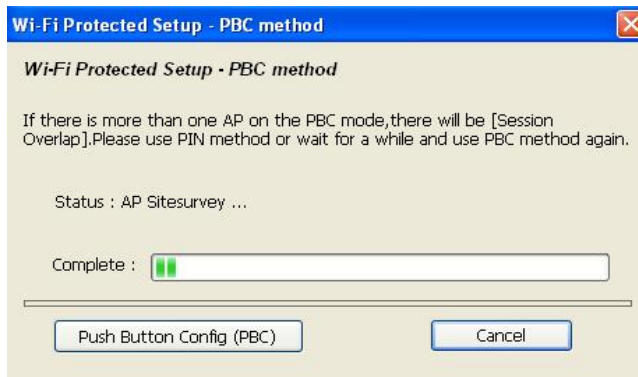 Wi-Fi Protected Setup - PBC method
Wi-Fi Protected Setup - PBC method
If there is more than one AP on the PBC mode,there will be [Session
Overlap].Please use PIN method or wait for a while and use PBC method again.
Status : AP Sitesurvey ...
Complete :
Push Button Config (PBC)
Cancel